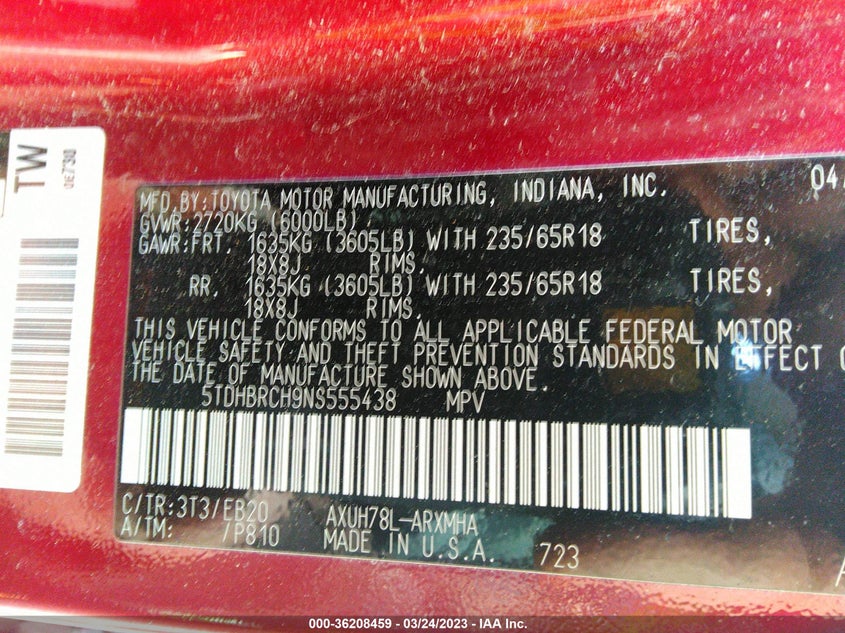 TW
MFD.BY:TOYOTA MOTOR MANUFACTURING, INDIANA, INC. 04/
GVWR:2720KG (6000LB)
GAWR:FRT. 1635KG (3605LB) WITH 235/65R18 TIRES,
18X8J RIMS.
RR. 1635KG (3605LB) WITH 235/65R18 TIRES,
18X8J RIMS.
THIS VEHICLE CONFORMS TO ALL APPLICABLE FEDERAL MOTOR
VEHICLE SAFETY AND THEFT PREVENTION STANDARDS IN EFFECT
THE DATE OF MANUFACTURE SHOWN ABOVE.
5TDHBRCH9NS555438 MPV
C/TR:3T3/EB20 AXUH78L-ARXMHA
A/TM: /P810 MADE IN U.S.A. 723
000-36208459 - 03/24/2023 - IAA Inc.